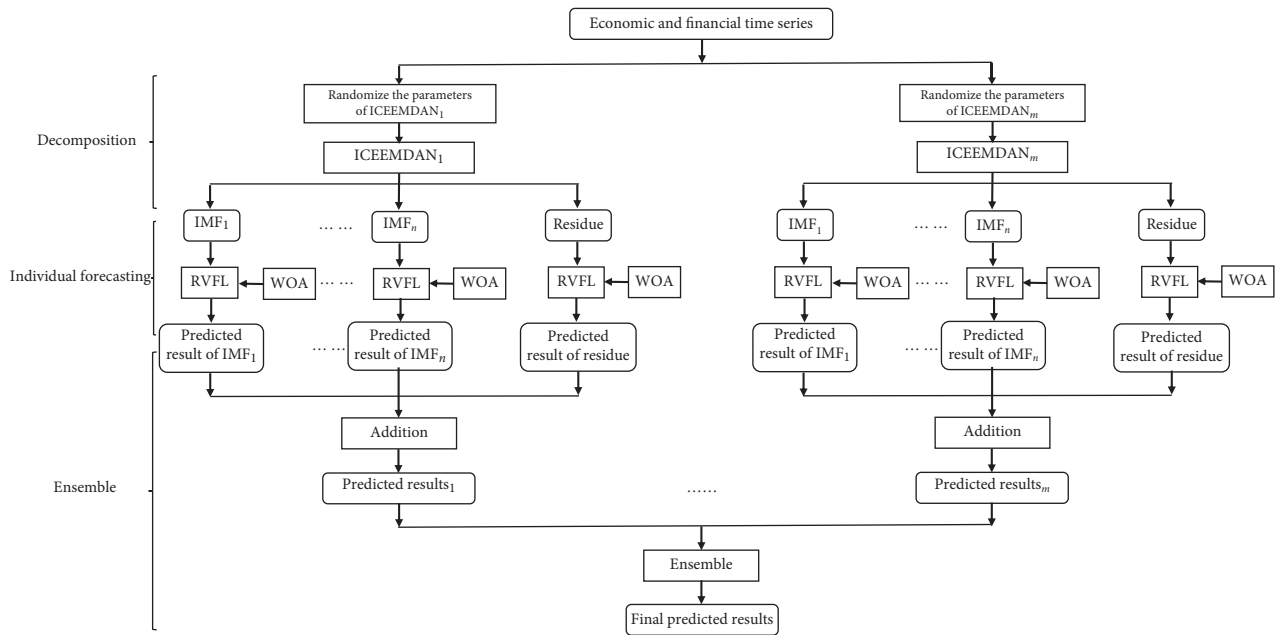 Economic and financial time series
Randomize the parameters
of ICEEMDAN1
Randomize the parameters
of ICEEMDANm
Decomposition
ICEEMDAN1
ICEEMDANm
IMF1
... ...
IMFn
Residue
IMF1
... ...
IMFn
Residue
Individual forecasting
RVFL
WOA
... ...
RVFL
WOA
RVFL
WOA
RVFL
WOA
... ...
RVFL
WOA
RVFL
WOA
Predicted
result of IMF1
... ...
Predicted
result of IMFn
Predicted
result of residue
Predicted
result of IMF1
... ...
Predicted
result of IMFn
Predicted
result of residue
Addition
Addition
Ensemble
Predicted results1
......
Predicted resultsm
Ensemble
Final predicted results